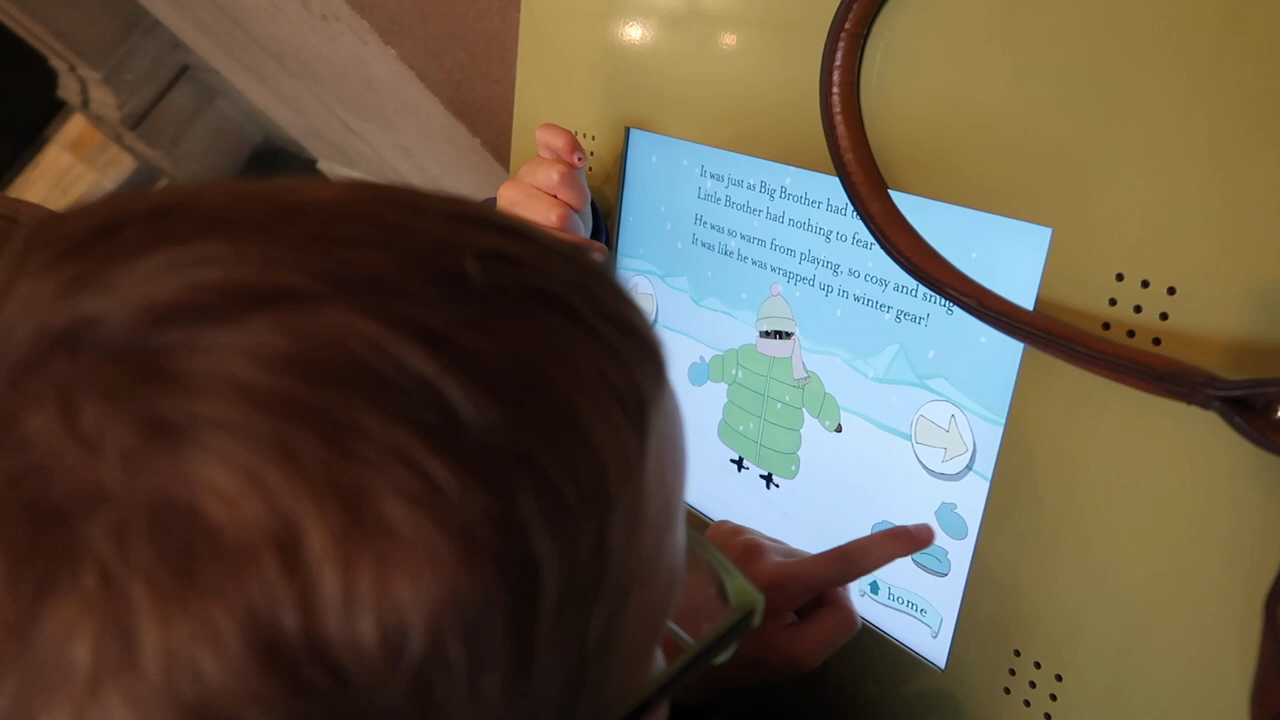 It was just as Big Brother had
Little Brother had nothing to fear
He was so warm from playing, so cosy and snug
It was like he was wrapped up in winter gear!
home